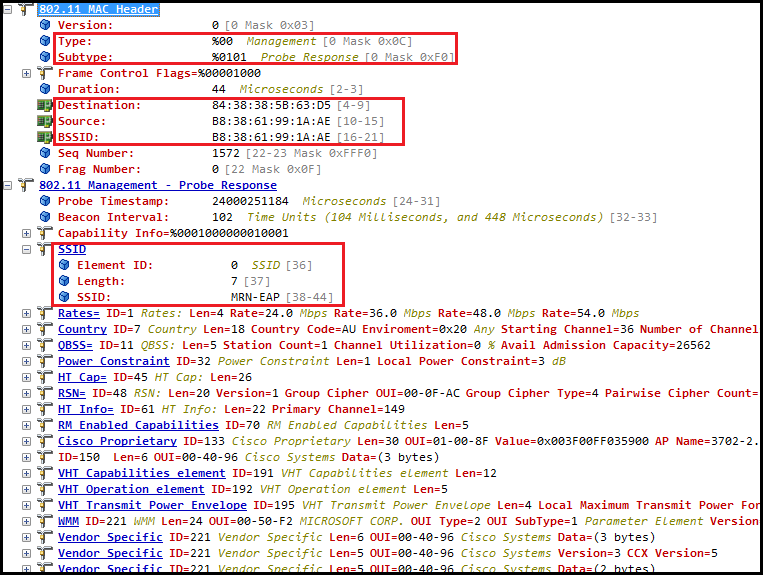 802.11 MAC Header
Version: 0 [0 Mask 0x03]
Type: %00 Management [0 Mask 0x0C]
Subtype: %0101 Probe Response [0 Mask 0xF0]
Frame Control Flags=%00001000
Duration: 44 Microseconds [2-3]
Destination: 84:38:38:5B:63:D5 [4-9]
Source: B8:38:61:99:1A:AE [10-15]
BSSID: B8:38:61:99:1A:AE [16-21]
Seq Number: 1572 [22-23 Mask 0xFFF0]
Frag Number: 0 [22 Mask 0x0F]
802.11 Management - Probe Response
Probe Timestamp: 24000251184 Microseconds [24-31]
Beacon Interval: 102 Time Units (104 Milliseconds, and 448 Microseconds) [32-33]
Capability Info=%0001000000010001
SSID
Element ID: 0 SSID [36]
Length: 7 [37]
SSID: MRN-EAP [38-44]
Rates= ID=1 Rates: Len=4 Rate=24.0 Mbps Rate=36.0 Mbps Rate=48.0 Mbps Rate=54.0 Mbps
Country ID=7 Country Len=18 Country Code=AU Enviroment=0x20 Any Starting Channel=36 Number of Channel
QBSS= ID=11 QBSS: Len=5 Station Count=1 Channel Utilization=0 % Avail Admission Capacity=26562
Power Constraint ID=32 Power Constraint Len=1 Local Power Constraint=3 dB
HT Cap= ID=45 HT Cap: Len=26
RSN= ID=48 RSN: Len=20 Version=1 Group Cipher OUI=00-0F-AC Group Cipher Type=4 Pairwise Cipher Count=
HT Info= ID=61 HT Info: Len=22 Primary Channel=149
RM Enabled Capabilities ID=70 RM Enabled Capabilities Len=5
Cisco Proprietary ID=133 Cisco Proprietary Len=30 OUI=01-00-8F Value=0x003F00FF035900 AP Name=3702-2.
ID=150 Len=6 OUI=00-40-96 Cisco Systems Data=(3 bytes)
VHT Capabilities element ID=191 VHT Capabilities element Len=12
VHT Operation element ID=192 VHT Operation element Len=5
VHT Transmit Power Envelope ID=195 VHT Transmit Power Envelope Len=4 Local Maximum Transmit Power For
WMM ID=221 WMM Len=24 OUI=00-50-F2 MICROSOFT CORP. OUI Type=2 OUI SubType=1 Parameter Element Version
Vendor Specific ID=221 Vendor Specific Len=6 OUI=00-40-96 Cisco Systems Data=(3 bytes)
Vendor Specific ID=221 Vendor Specific Len=5 OUI=00-40-96 Cisco Systems Version=3 CCX Version=5
Vendor Specific ID=221 Vendor Specific Len=5 OUI=00-40-96 Cisco Systems Data=(2 bytes)